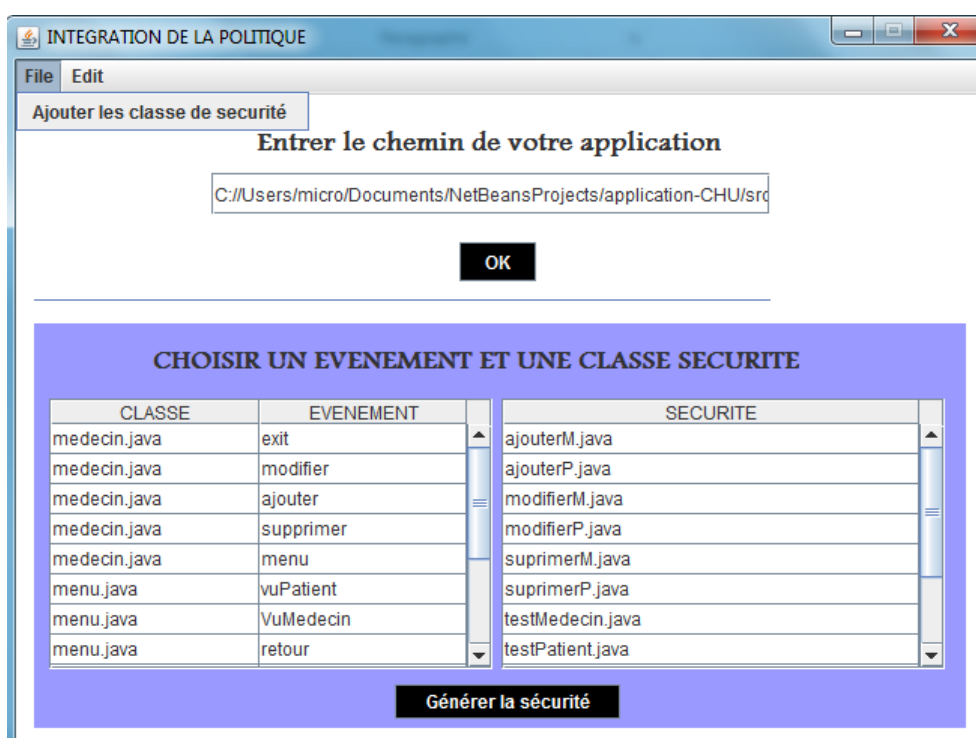 INTEGRATION DE LA POLITIQUE
File Edit
Ajouter les classe de securité
Entrer le chemin de votre application
C://Users/micro/Documents/NetBeansProjects/application-CHU/src
OK
CHOISIR UN EVENEMENT ET UNE CLASSE SECURITE
CLASSE EVENEMENT SECURITE
medecin.java exit ajouterM.java
medecin.java modifier ajouterP.java
medecin.java ajouter modifierM.java
medecin.java supprimer modifierP.java
medecin.java menu suprimerM.java
menu.java vuPatient suprimerP.java
menu.java VuMedecin testMedecin.java
menu.java retour testPatient.java
Générer la sécurité